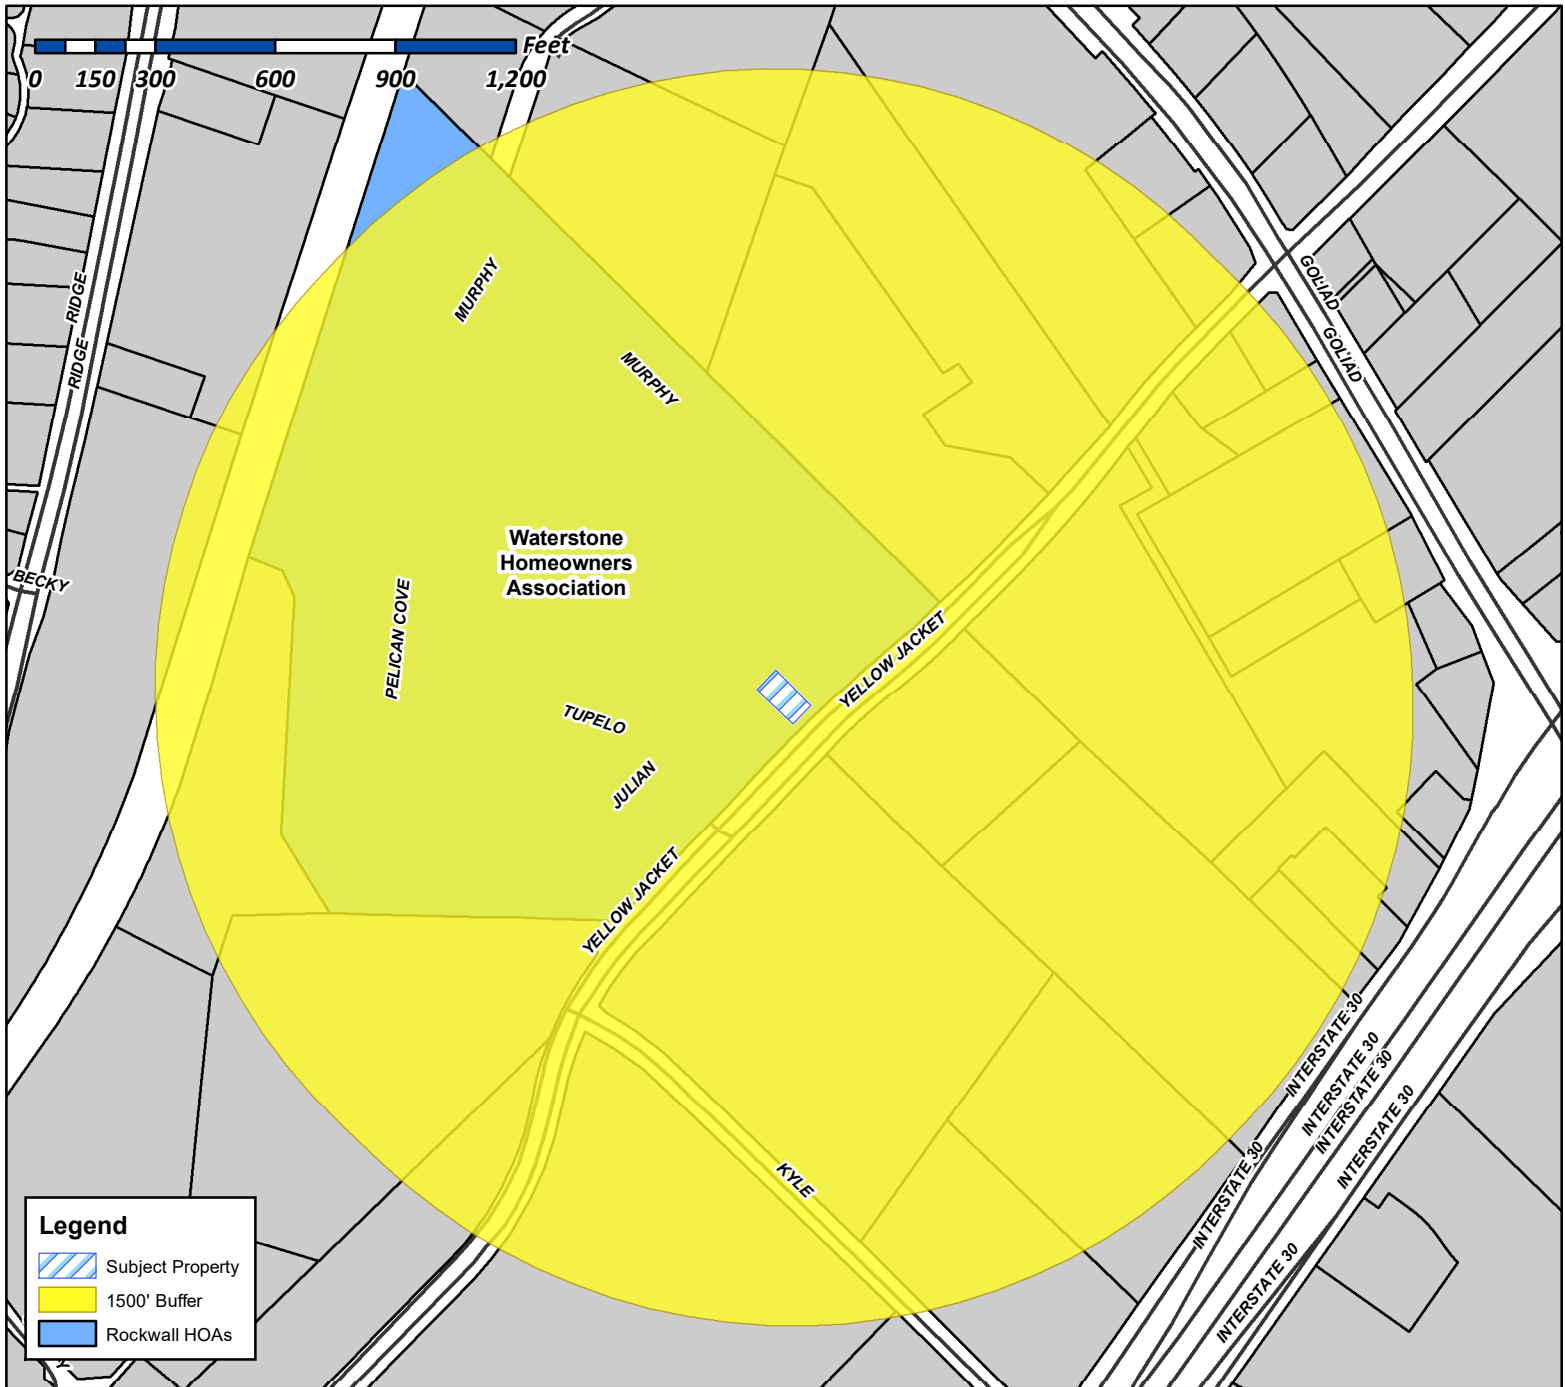 Feet
0 150 300 600 900 1,200
MURPHY
RIDGE
RIDGE
MURPHY
GOLIAD
GOLIAD
Waterstone
Homeowners
Association
BECKY
PELICAN COVE
YELLOW JACKET
TUPELO
JULIAN
YELLOW JACKET
INTERSTATE 30
INTERSTATE 30
INTERSTATE 30
INTERSTATE 30
INTERSTATE 30
INTERSTATE 30
KYLE
Legend
Subject Property
1500' Buffer
Rockwall HOAs